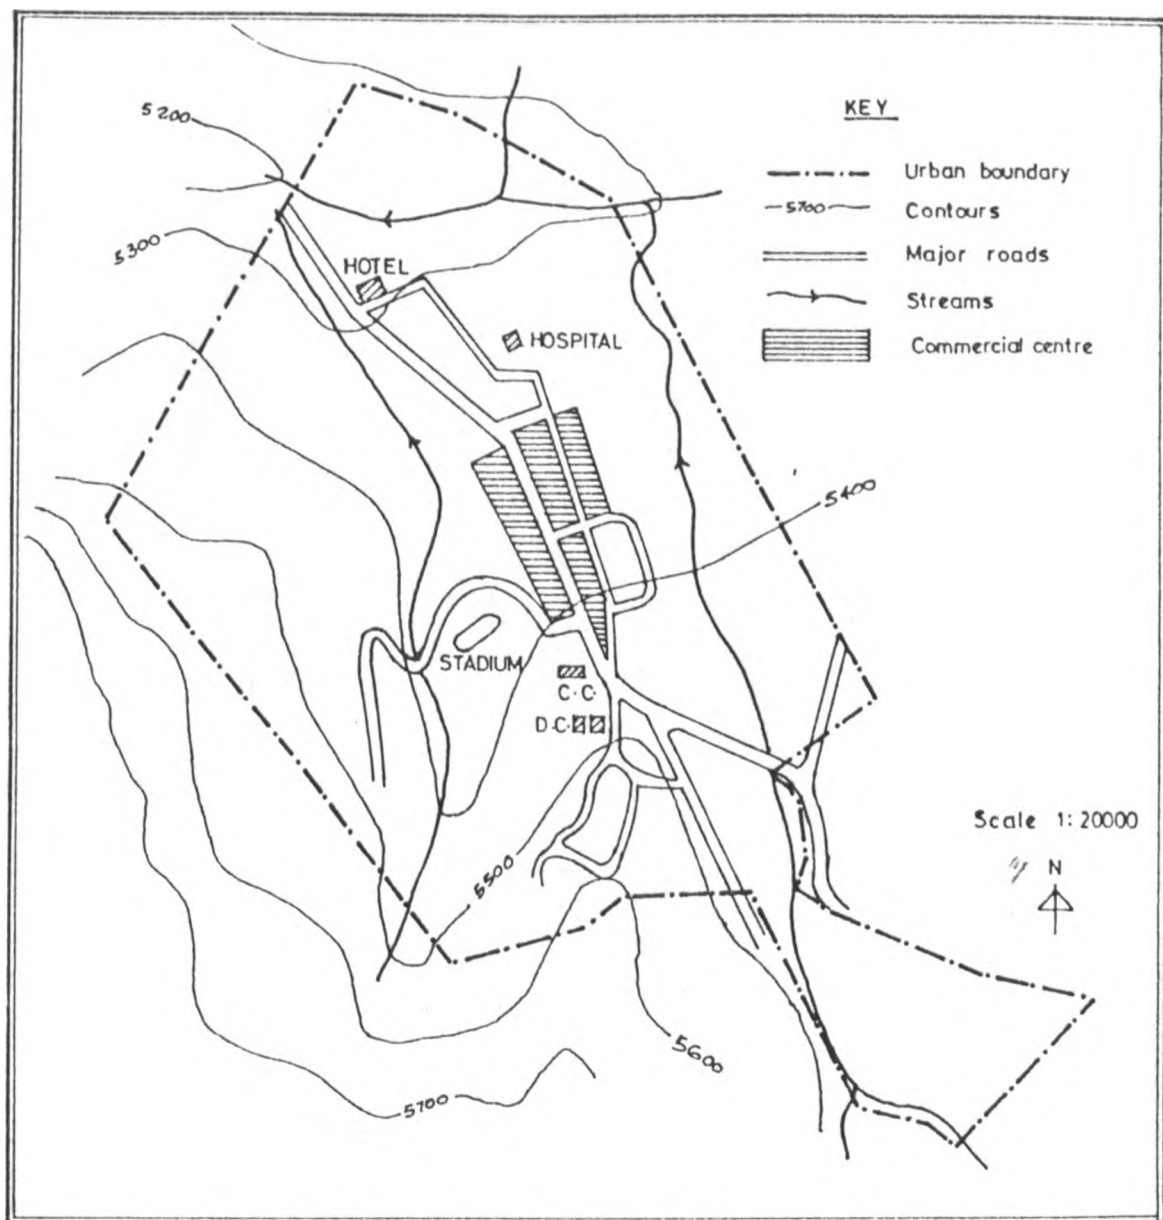 KEY
5200
Urban boundary
5700
Contours
5300
HOTEL
Major roads
Streams
HOSPITAL
Commercial centre
5400
STADIUM
C.C.
D.C.
Scale 1:20000
N
5500
5600
5700